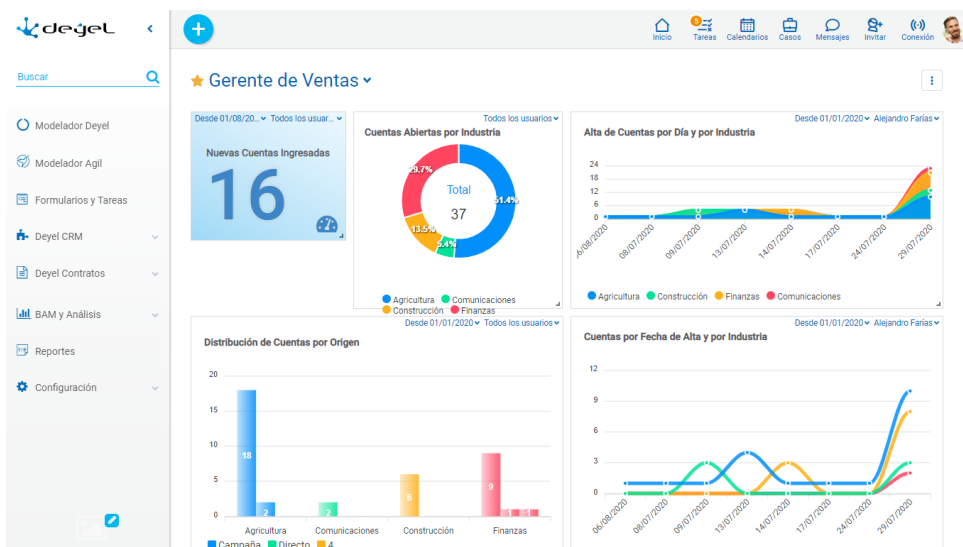 deyel
Inicio
5
Tareas
Calendarios
Casos
Mensajes
Invitar
Conexión
Buscar
Modelador Deyel
Modelador Agil
Formularios y Tareas
Deyel CRM
Deyel Contratos
BAM y Análisis
Reportes
Configuración
Gerente de Ventas
Desde 01/08/20... Todos los usuar...
Nuevas Cuentas Ingresadas
16
Todos los usuarios
Cuentas Abiertas por Industria
29.7%
51.4%
13.5%
5.4%
Total
37
Agricultura Comunicaciones
Construcción Finanzas
Desde 01/01/2020 Alejandro Farías
Alta de Cuentas por Día y por Industria
24
18
12
6
0
06/08/2020 08/07/2020 09/07/2020 13/07/2020 14/07/2020 17/07/2020 24/07/2020 29/07/2020
Agricultura Construcción Finanzas Comunicaciones
Desde 01/01/2020 Todos los usuarios
Distribución de Cuentas por Origen
20
15
10
5
0
18
2
2
6
9
1 1
Agricultura Comunicaciones Construcción Finanzas
Campaña Directo 4
Desde 01/01/2020 Alejandro Farías
Cuentas por Fecha de Alta y por Industria
12
9
6
3
0
06/08/2020 08/07/2020 09/07/2020 13/07/2020 14/07/2020 17/07/2020 24/07/2020 29/07/2020